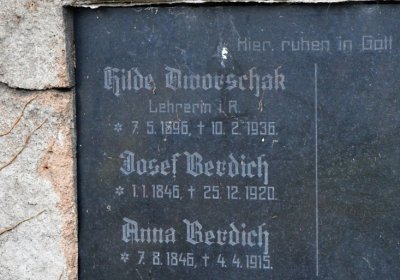 Hier ruhen in Gott
Hilde Dworschak
Lehrerin i.R.
* 7. 5. 1896, † 10. 2. 1936.
Josef Berdich
* 1. 1. 1846, † 25. 12. 1920.
Anna Berdich
* 7. 8. 1846, † 4. 4. 1915.